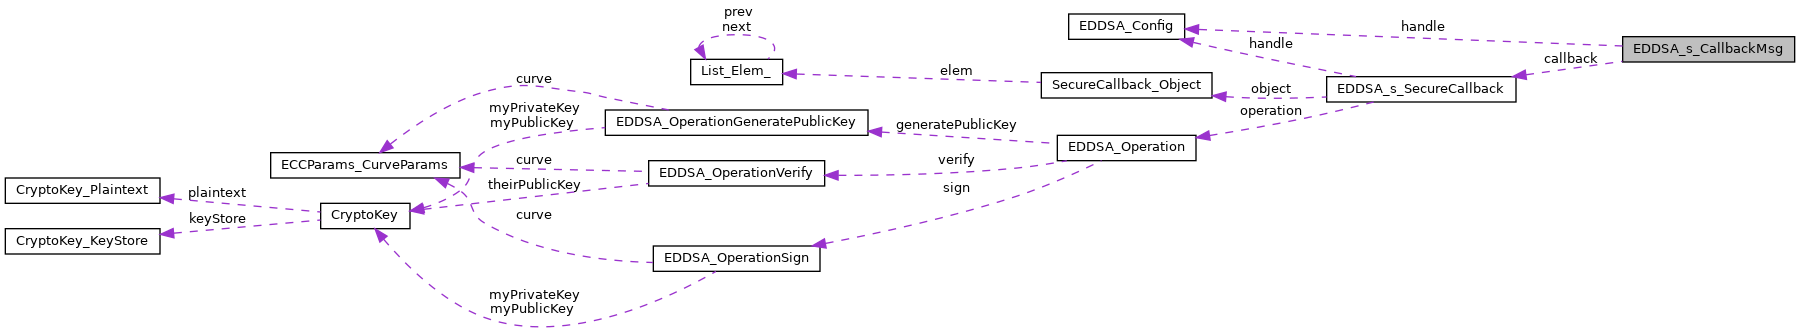 prev
next
EDDSA_Config
handle
EDDSA_s_CallbackMsg
handle
callback
List_Elem_
elem
SecureCallback_Object
object
EDDSA_s_SecureCallback
operation
curve
myPrivateKey
myPublicKey
EDDSA_OperationGeneratePublicKey
generatePublicKey
EDDSA_Operation
ECCParams_CurveParams
curve
EDDSA_OperationVerify
verify
sign
CryptoKey_Plaintext
plaintext
theirPublicKey
keyStore
CryptoKey
curve
CryptoKey_KeyStore
EDDSA_OperationSign
myPrivateKey
myPublicKey